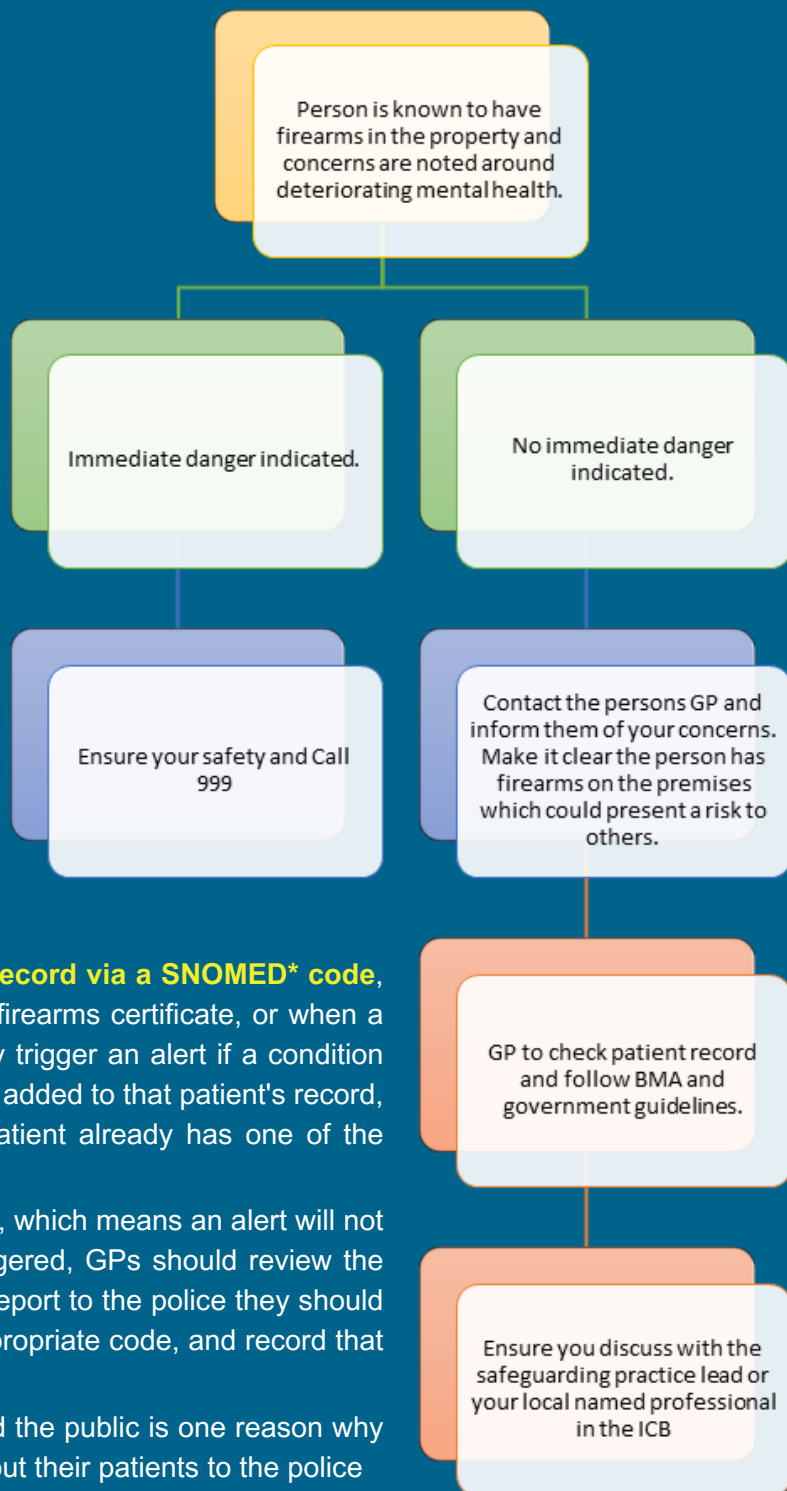 Person is known to have
firearms in the property and
concerns are noted around
deteriorating mental health.
Immediate danger indicated.
No immediate danger
indicated.
Ensure your safety and Call
999
Contact the persons GP and
inform them of your concerns.
Make it clear the person has
firearms on the premises
which could present a risk to
others.
GP to check patient record
and follow BMA and
government guidelines.
Ensure you discuss with the
safeguarding practice lead or
your local named professional
in the ICB
ecord via a SNOMED* code,
firearms certificate, or when a
y trigger an alert if a condition
added to that patient's record,
atient already has one of the
, which means an alert will not
gered, GPs should review the
eport to the police they should
propriate code, and record that
d the public is one reason why
out their patients to the police